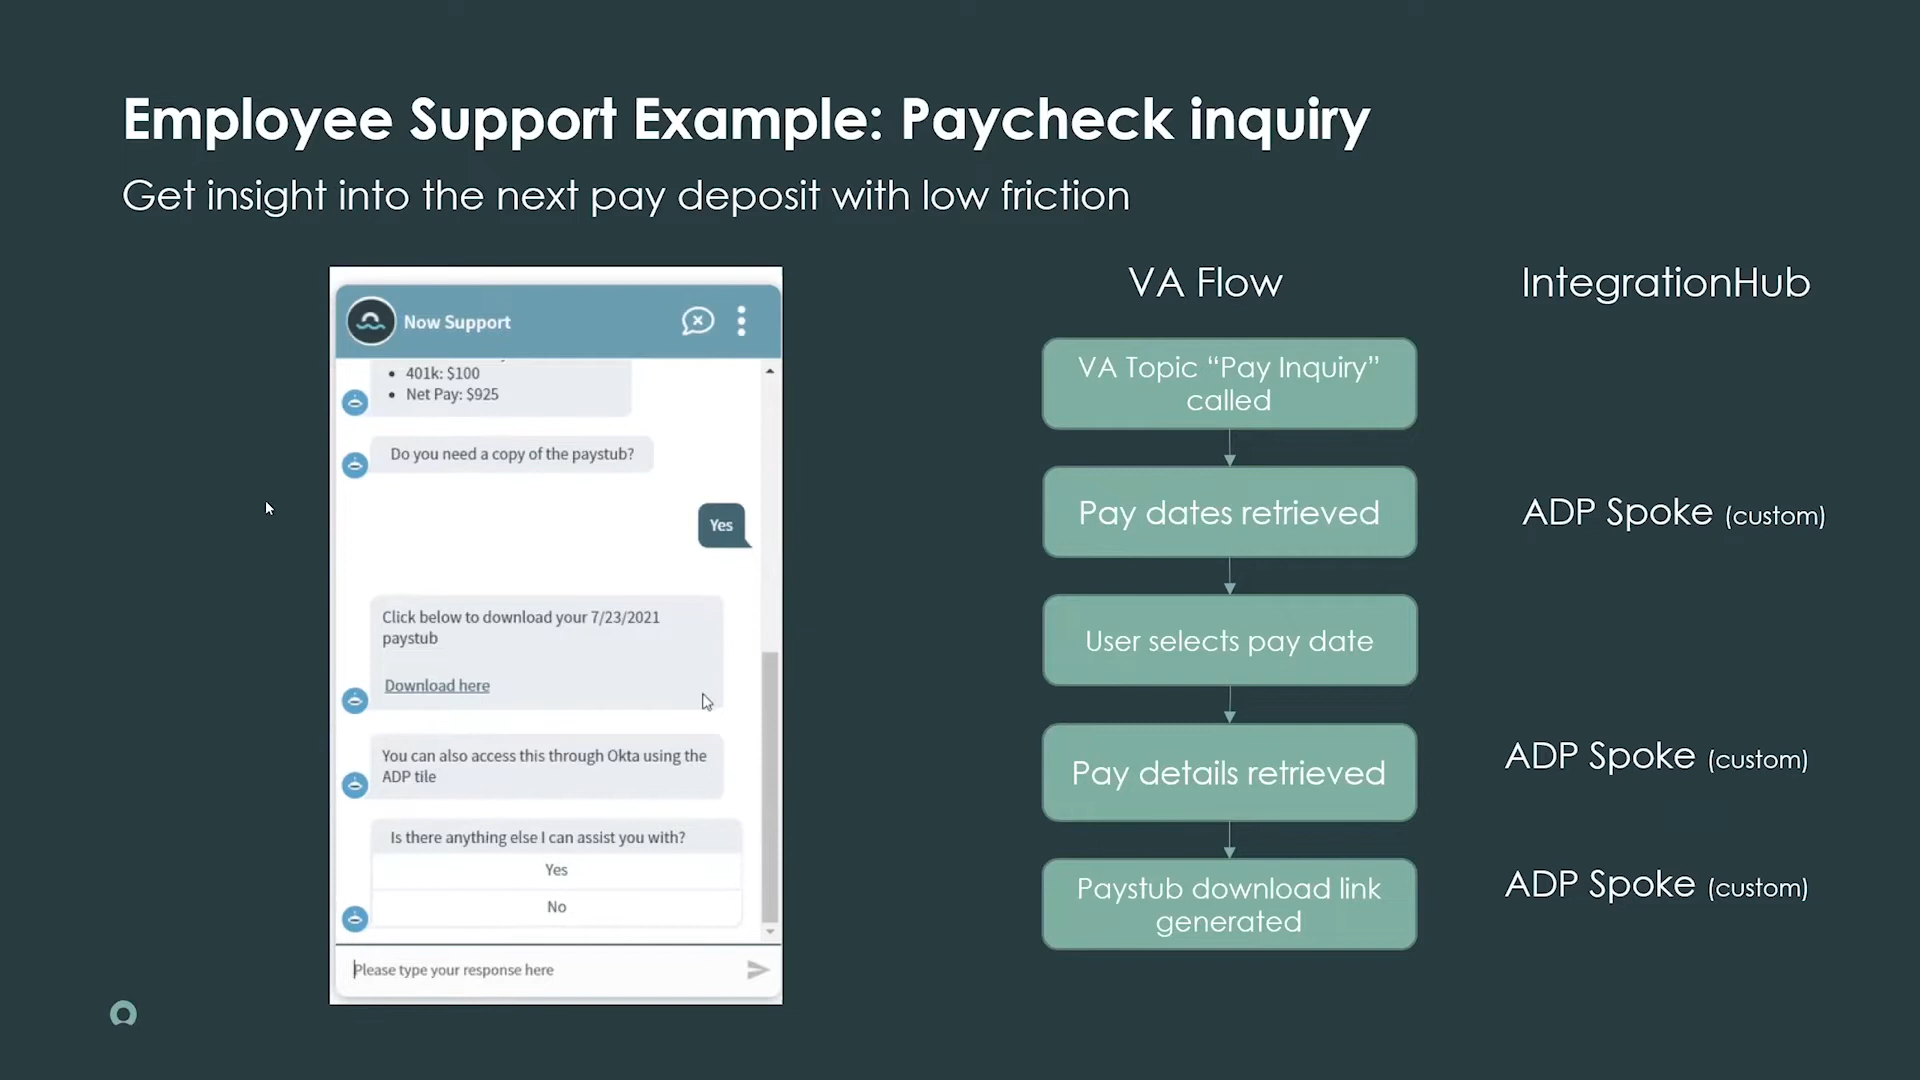 Employee Support Example: Paycheck inquiry
Get insight into the next pay deposit with low friction
Now Support
401k: $100
Net Pay: $925
Do you need a copy of the paystub?
Yes
Click below to download your 7/23/2021
paystub
Download here
You can also access this through Okta using the
ADP tile
Is there anything else I can assist you with?
Yes
No
Please type your response here
VA Flow
VA Topic “Pay Inquiry”
called
Pay dates retrieved
User selects pay date
Pay details retrieved
Paystub download link
generated
IntegrationHub
ADP Spoke (custom)
ADP Spoke (custom)
ADP Spoke (custom)